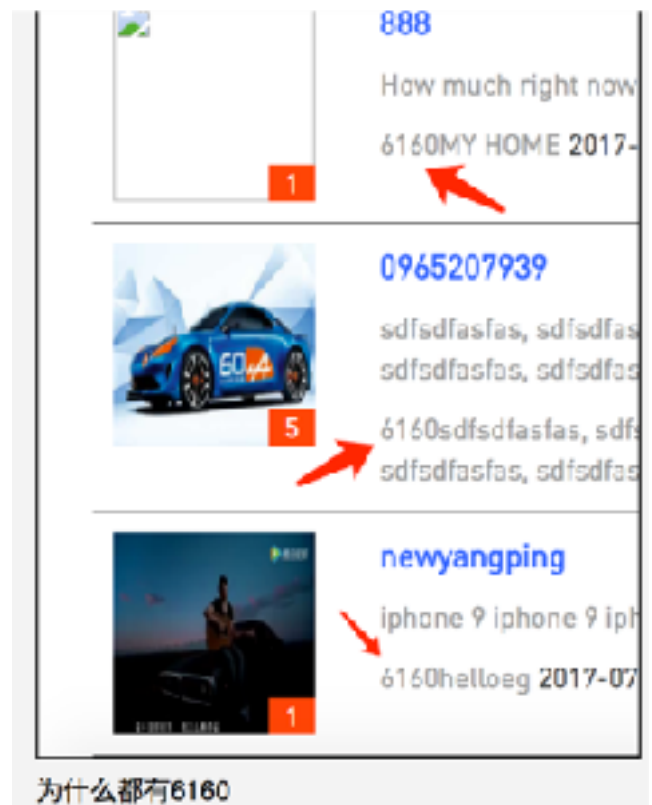 888
How much right now
6160MY HOME 2017-
1
0965207939
sdfsdfasfas, sdfsdfas
sdfsdfasfas, sdfsdfas
60
5
6160sdfsdfasfas, sdfs
sdfsdfasfas, sdfsdfas
newyangping
iphone 9 iphone 9 iph
6160helloeg 2017-07
1
为什么都有6160